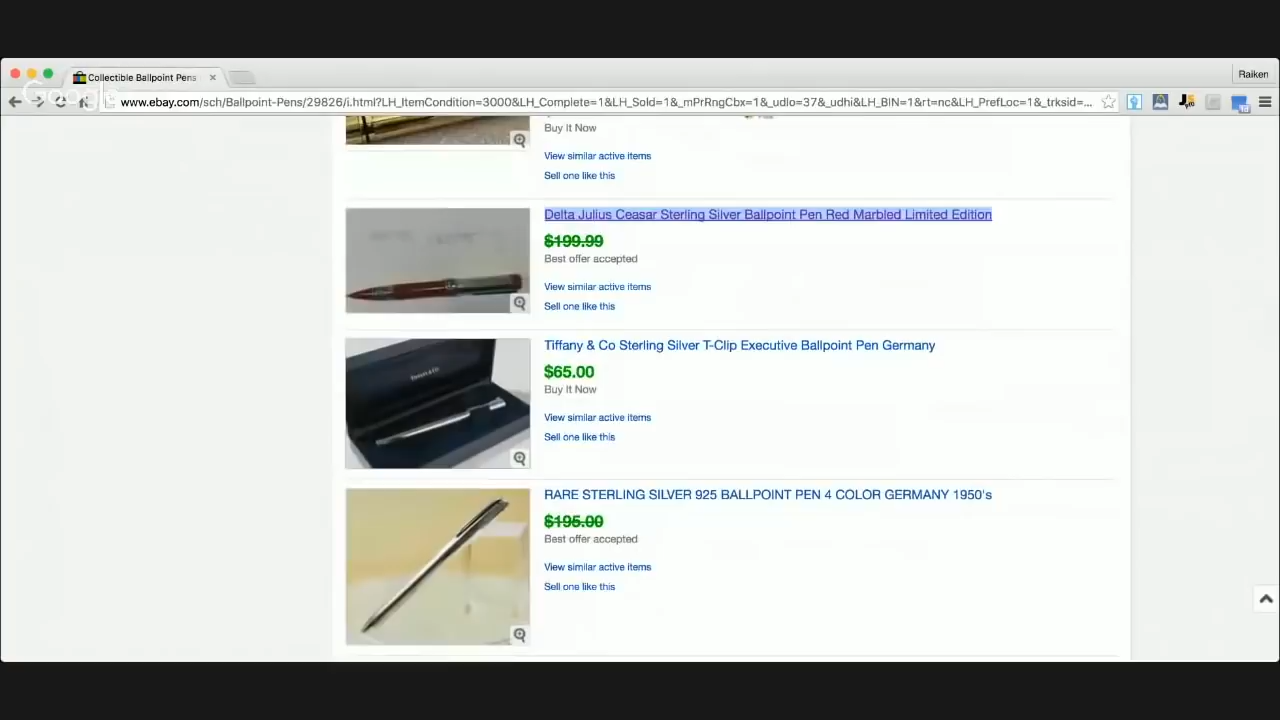 Collectible Ballpoint Pens
Raiken
Google
www.ebay.com/sch/Ballpoint-Pens/29826/i.html?LH_ItemCondition=3000&LH_Complete=1&LH_Sold=1&_mPrRngCbx=1&_udlo=37&_udhi&LH_BIN=1&rt=nc&LH_PrefLoc=1&_trksid=...
Buy It Now
View similar active items
Sell one like this
Delta Julius Ceasar Sterling Silver Ballpoint Pen Red Marbled Limited Edition
$199.99
Best offer accepted
View similar active items
Sell one like this
Tiffany & Co Sterling Silver T-Clip Executive Ballpoint Pen Germany
$65.00
Buy It Now
View similar active items
Sell one like this
RARE STERLING SILVER 925 BALLPOINT PEN 4 COLOR GERMANY 1950's
$195.00
Best offer accepted
View similar active items
Sell one like this